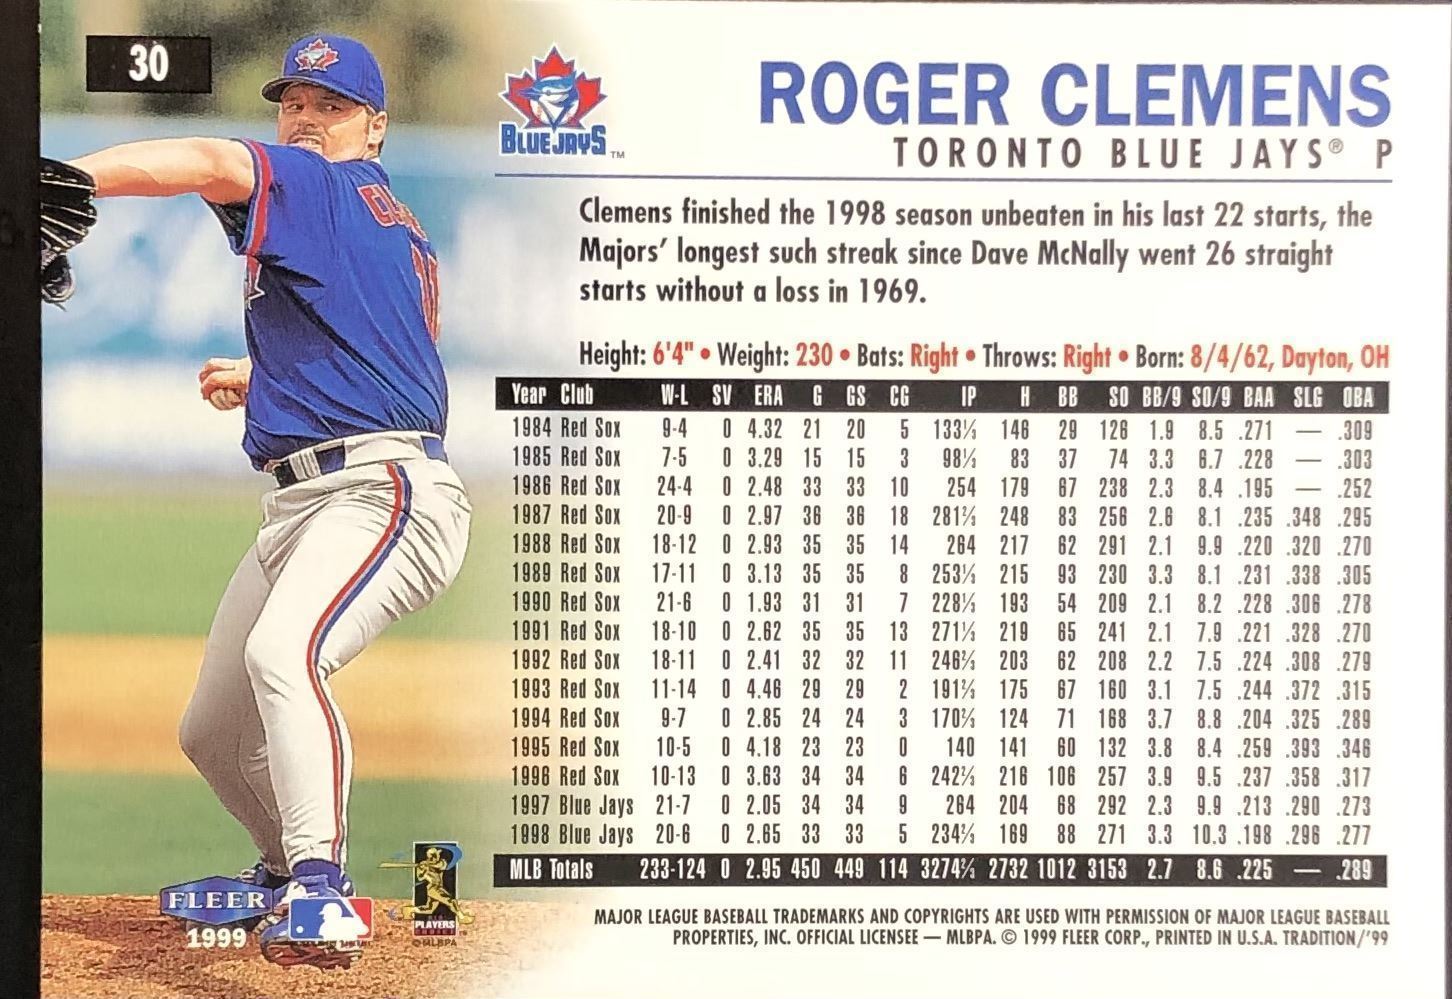 30
BLUE JAYS™
ROGER CLEMENS
TORONTO BLUE JAYS® P
Clemens finished the 1998 season unbeaten in his last 22 starts, the
Majors' longest such streak since Dave McNally went 26 straight
starts without a loss in 1969.
Height: 6'4" • Weight: 230 • Bats: Right • Throws: Right • Born: 8/4/62, Dayton, OH
Year Club W-L SV ERA G GS CG IP H BB SO BB/9 SO/9 BAA SLG OBA
1984 Red Sox 9-4 0 4.32 21 20 5 133⅓ 146 29 126 1.9 8.5 .271 — .309
1985 Red Sox 7-5 0 3.29 15 15 3 98⅓ 83 37 74 3.3 6.7 .228 — .303
1986 Red Sox 24-4 0 2.48 33 33 10 254 179 67 238 2.3 8.4 .195 — .252
1987 Red Sox 20-9 0 2.97 36 36 18 281⅔ 248 83 256 2.6 8.1 .235 .348 .295
1988 Red Sox 18-12 0 2.93 35 35 14 264 217 62 291 2.1 9.9 .220 .320 .270
1989 Red Sox 17-11 0 3.13 35 35 8 253⅓ 215 93 230 3.3 8.1 .231 .338 .305
1990 Red Sox 21-6 0 1.93 31 31 7 228⅓ 193 54 209 2.1 8.2 .228 .306 .278
1991 Red Sox 18-10 0 2.62 35 35 13 271⅓ 219 65 241 2.1 7.9 .221 .328 .270
1992 Red Sox 18-11 0 2.41 32 32 11 246⅔ 203 62 208 2.2 7.5 .224 .308 .279
1993 Red Sox 11-14 0 4.46 29 29 2 191⅔ 175 67 160 3.1 7.5 .244 .372 .315
1994 Red Sox 9-7 0 2.85 24 24 3 170⅔ 124 71 168 3.7 8.8 .204 .325 .289
1995 Red Sox 10-5 0 4.18 23 23 0 140 141 60 132 3.8 8.4 .259 .393 .346
1996 Red Sox 10-13 0 3.63 34 34 6 242⅔ 216 106 257 3.9 9.5 .237 .358 .317
1997 Blue Jays 21-7 0 2.05 34 34 9 264 204 68 292 2.3 9.9 .213 .290 .273
1998 Blue Jays 20-6 0 2.65 33 33 5 234⅔ 169 88 271 3.3 10.3 .198 .296 .277
MLB Totals 233-124 0 2.95 450 449 114 3274⅔ 2732 1012 3153 2.7 8.6 .225 — .289
FLEER
1999
PLAYERS
CHOICE
©MLBPA
MAJOR LEAGUE BASEBALL TRADEMARKS AND COPYRIGHTS ARE USED WITH PERMISSION OF MAJOR LEAGUE BASEBALL
PROPERTIES, INC. OFFICIAL LICENSEE — MLBPA. © 1999 FLEER CORP., PRINTED IN U.S.A. TRADITION/'99